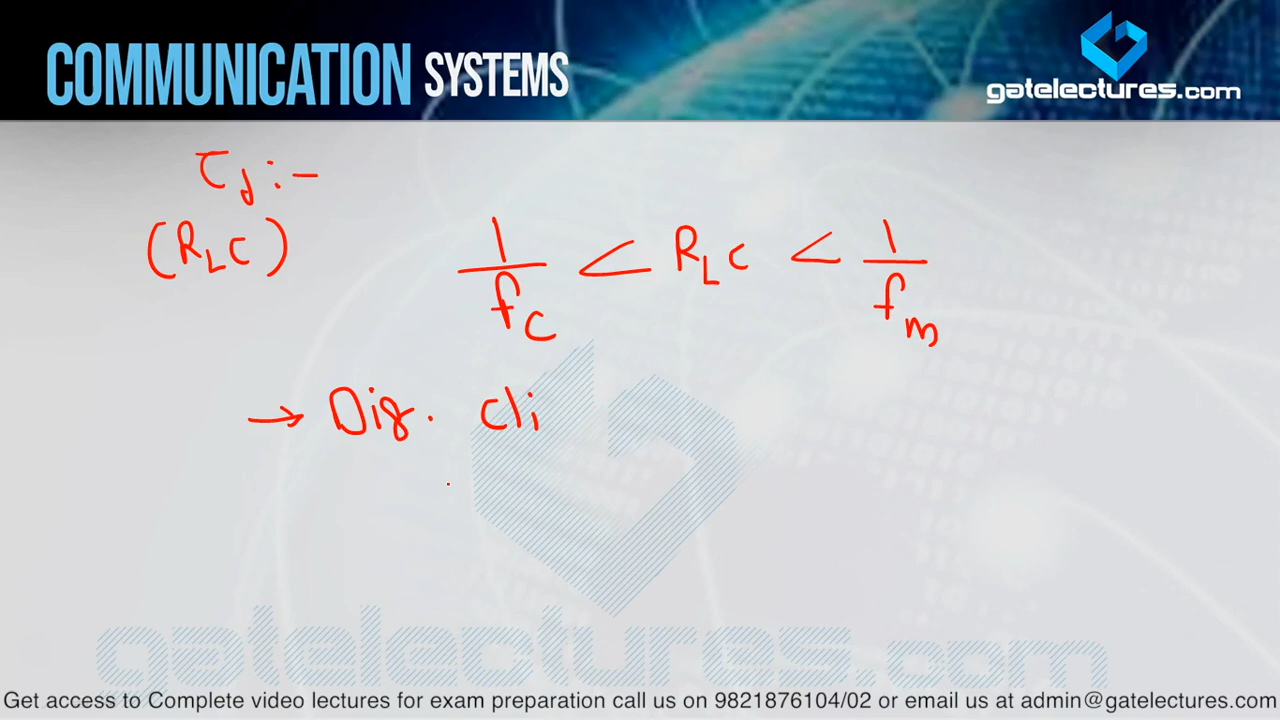 COMMUNICATION SYSTEMS
gatelectures.com
τd :-
(RLC)
1/fc < RLC < 1/fm
→ Dig. cli
gatelectures.com
Get access to Complete video lectures for exam preparation call us on 9821876104/02 or email us at admin@gatelectures.com